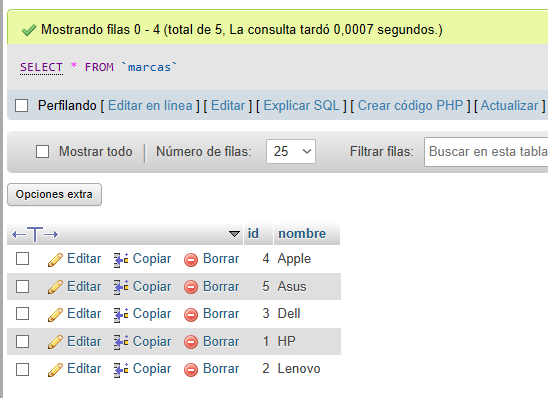 Mostrando filas 0 - 4 (total de 5, La consulta tardó 0,0007 segundos.)
SELECT * FROM `marcas`
Perfilando [ Editar en línea ] [ Editar ] [ Explicar SQL ] [ Crear código PHP ] [ Actualizar ]
Mostrar todo Número de filas: 25 Filtrar filas: Buscar en esta tabla
Opciones extra
←T→ id nombre
Editar Copiar Borrar 4 Apple
Editar Copiar Borrar 5 Asus
Editar Copiar Borrar 3 Dell
Editar Copiar Borrar 1 HP
Editar Copiar Borrar 2 Lenovo